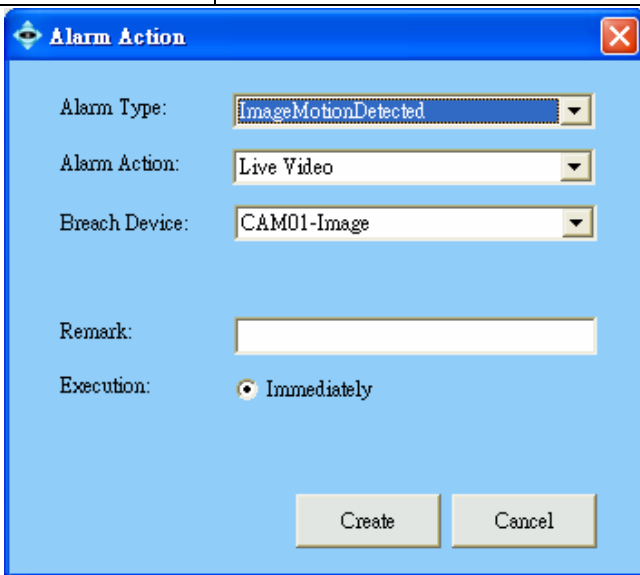 Alarm Action
Alarm Type: ImageMotionDetected
Alarm Action: Live Video
Breach Device: CAM01-Image
Remark:
Execution: Immediately
Create Cancel